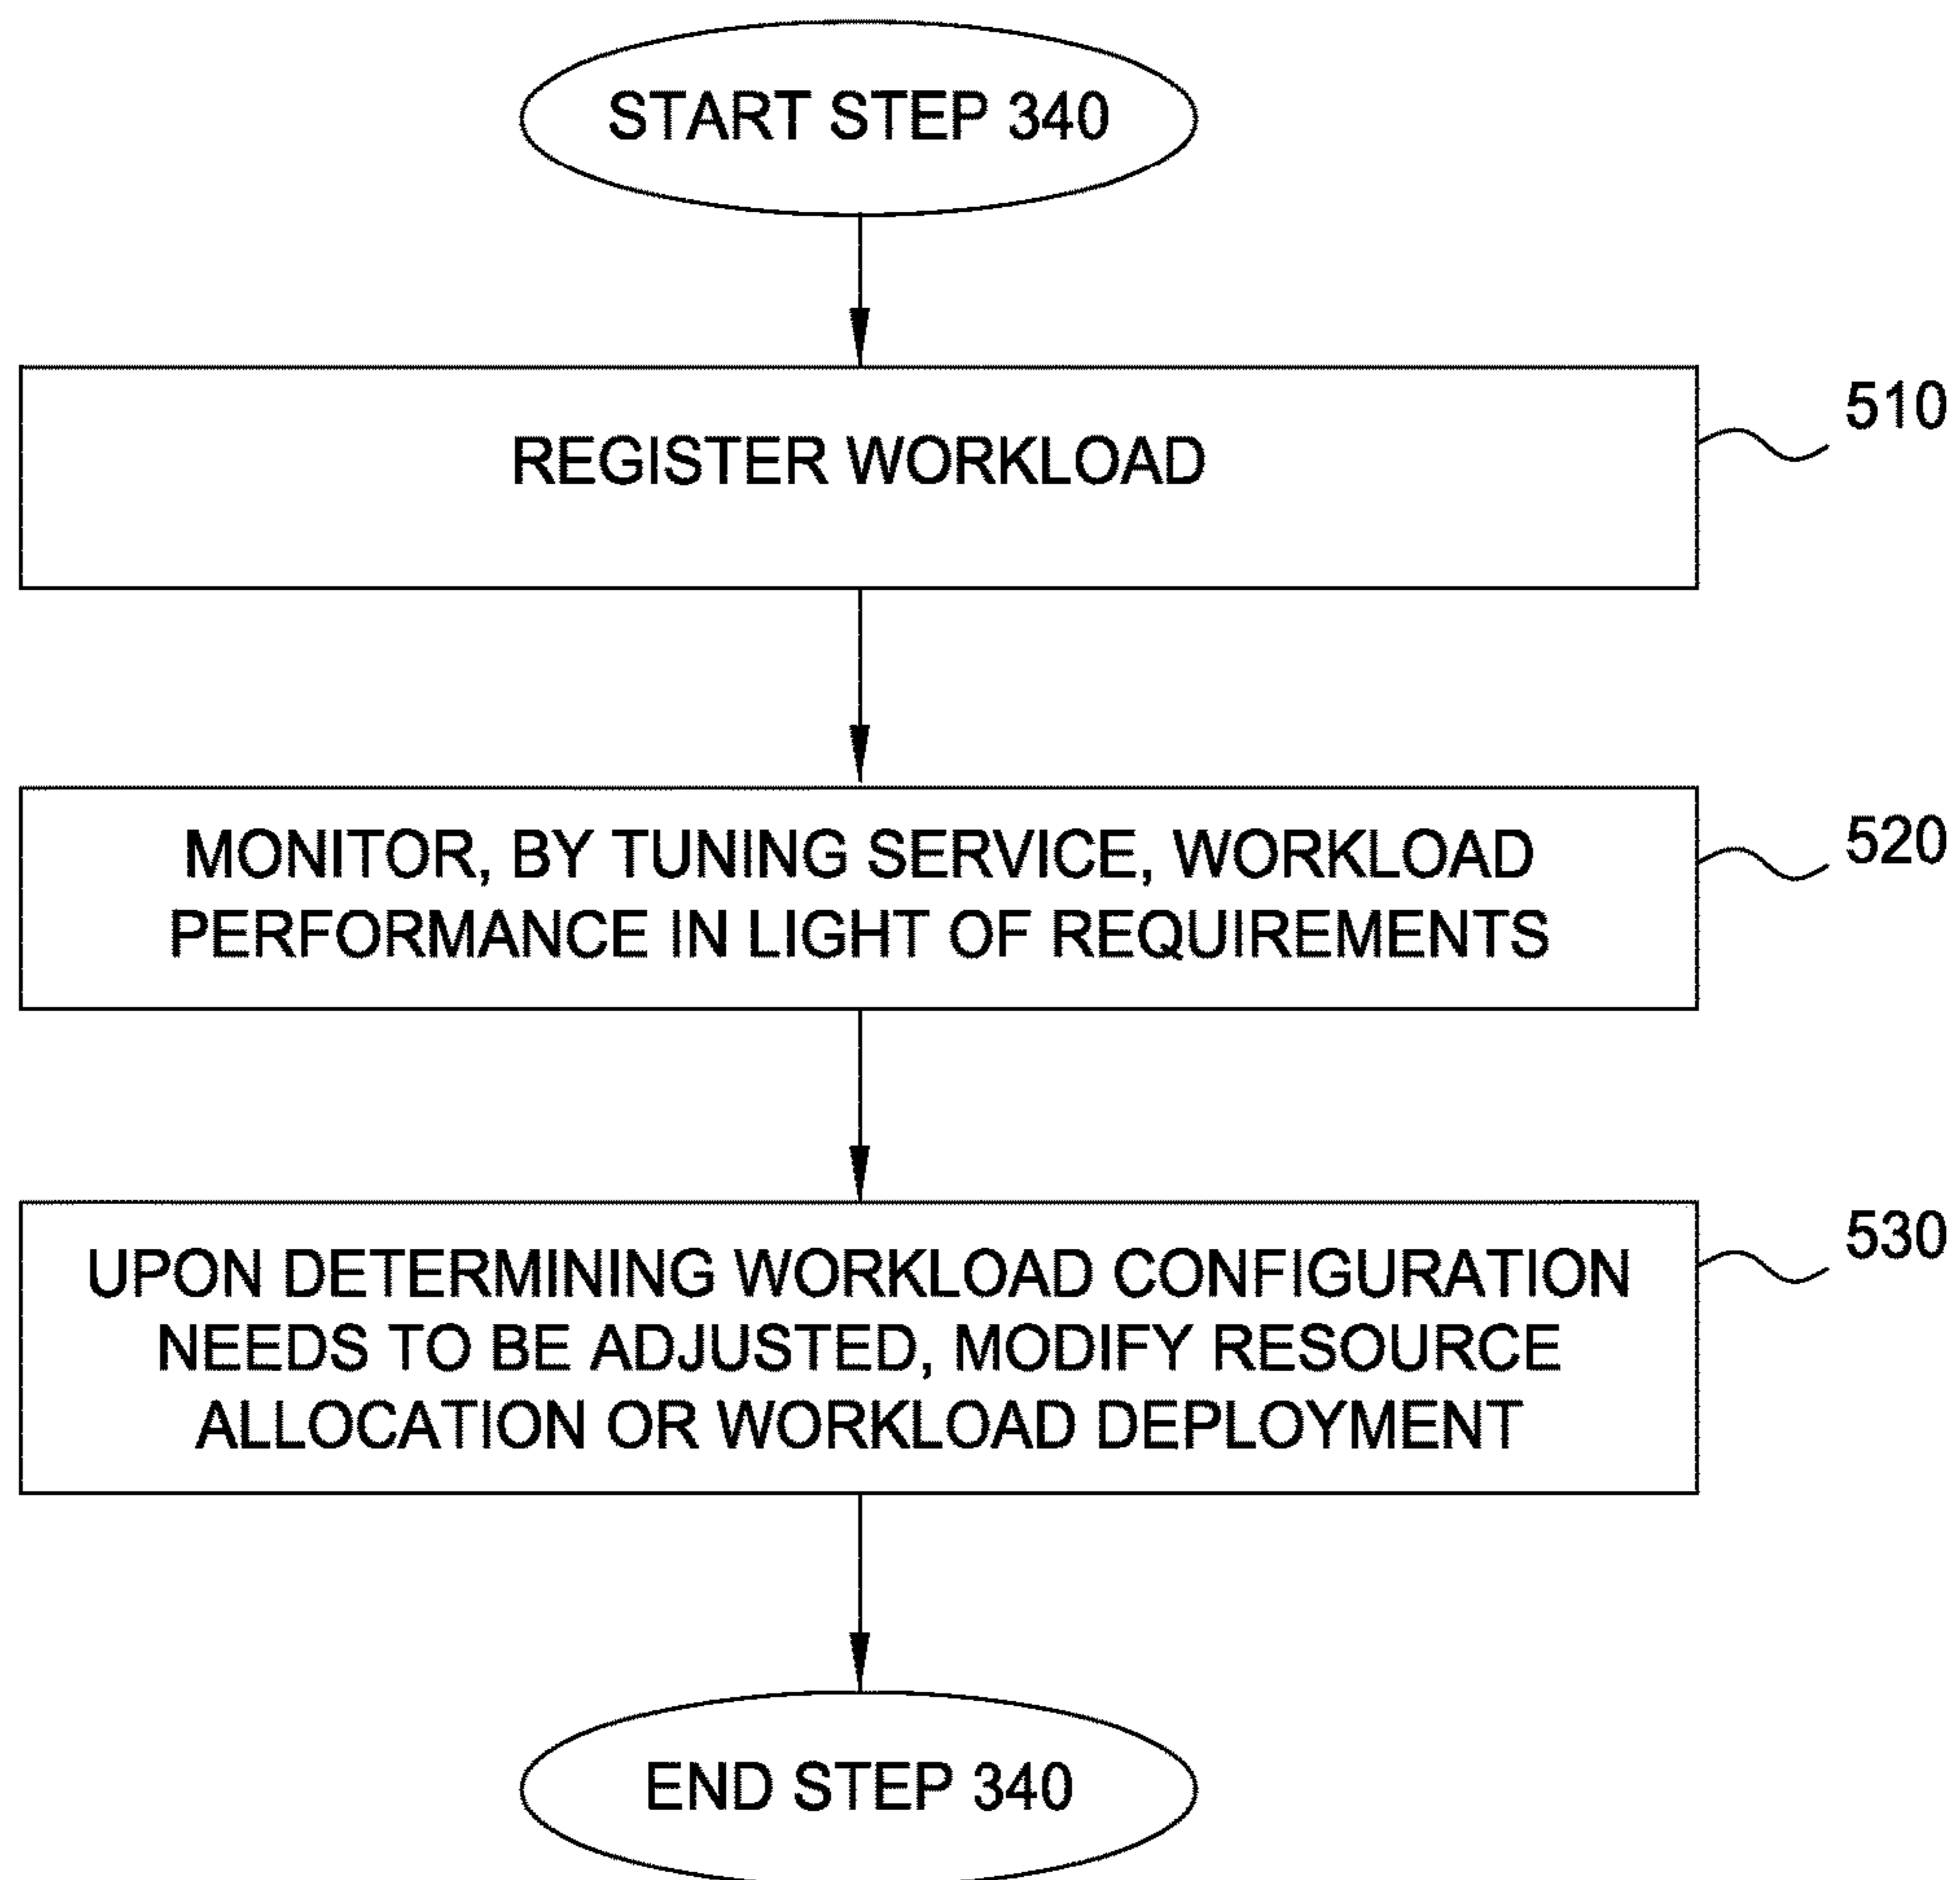 START STEP 340
REGISTER WORKLOAD
510
MONITOR, BY TUNING SERVICE, WORKLOAD
PERFORMANCE IN LIGHT OF REQUIREMENTS
520
UPON DETERMINING WORKLOAD CONFIGURATION
NEEDS TO BE ADJUSTED, MODIFY RESOURCE
ALLOCATION OR WORKLOAD DEPLOYMENT
530
END STEP 340